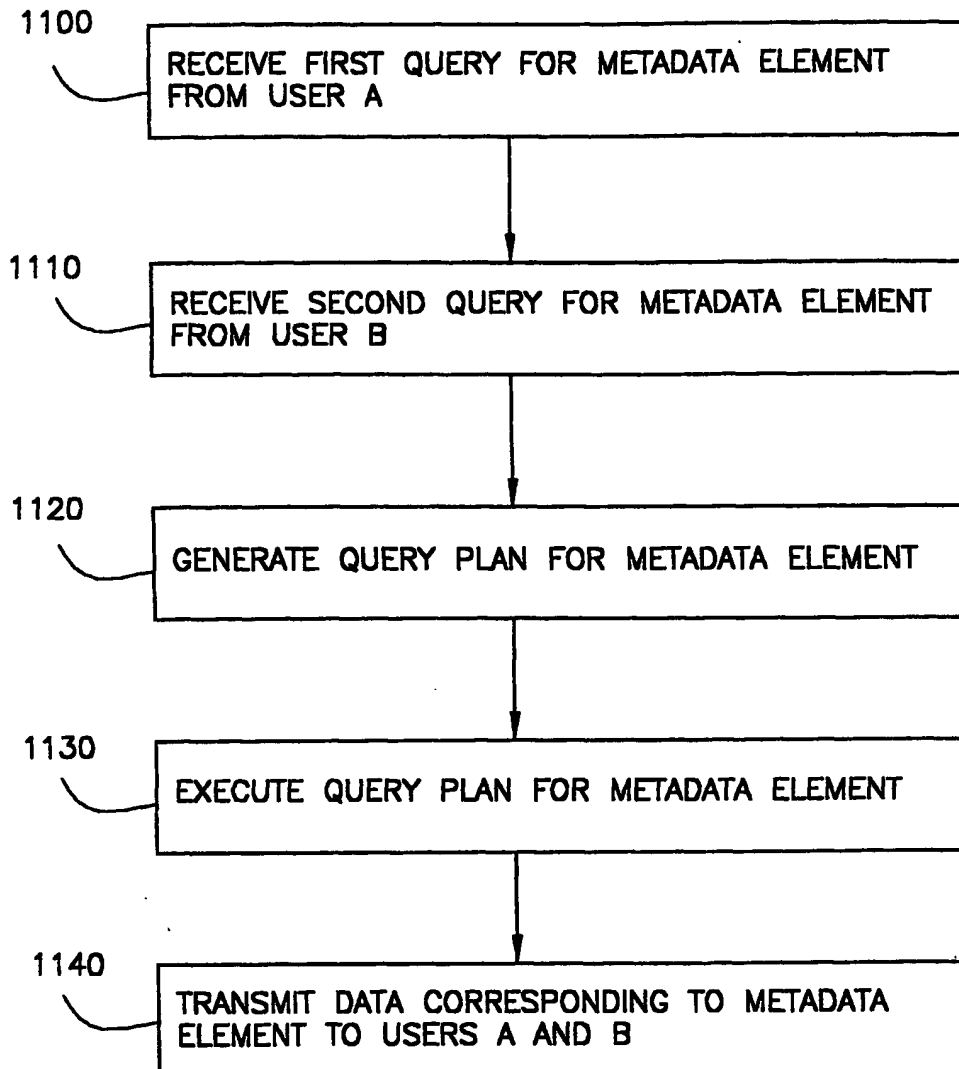 1100
RECEIVE FIRST QUERY FOR METADATA ELEMENT
FROM USER A
1110
RECEIVE SECOND QUERY FOR METADATA ELEMENT
FROM USER B
1120
GENERATE QUERY PLAN FOR METADATA ELEMENT
1130
EXECUTE QUERY PLAN FOR METADATA ELEMENT
1140
TRANSMIT DATA CORRESPONDING TO METADATA
ELEMENT TO USERS A AND B